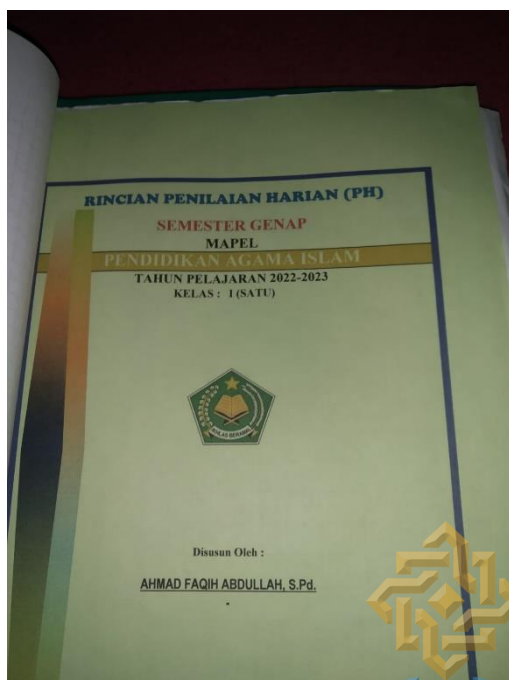 RINCIAN PENILAIAN HARIAN (PH)
SEMESTER GENAP
MAPEL
PENDIDIKAN AGAMA ISLAM
TAHUN PELAJARAN 2022-2023
KELAS : I (SATU)
IKHLAS BERAMAL
Disusun Oleh :
AHMAD FAQIH ABDULLAH, S.Pd.
-